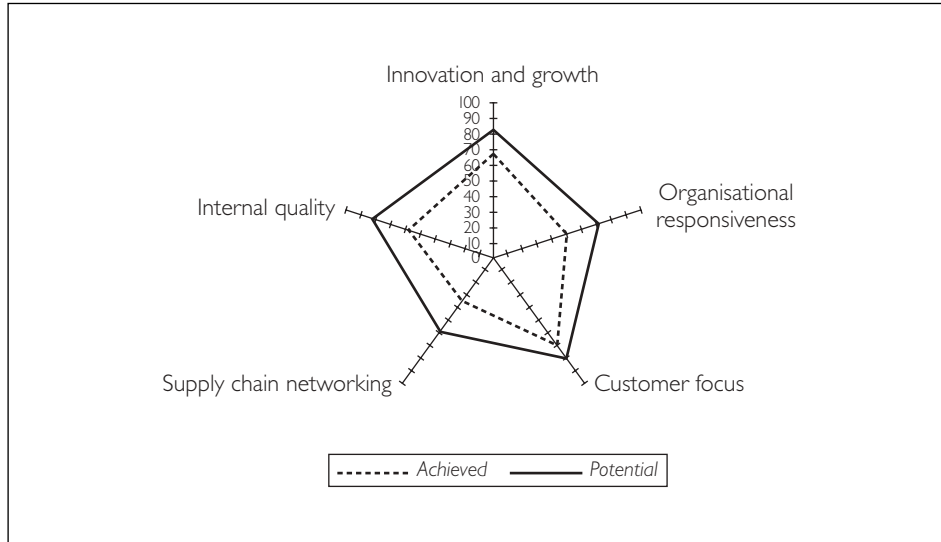 Innovation and growth
100
90
80
70
60
50
40
30
20
10
0
Organisational
responsiveness
Internal quality
Supply chain networking
Customer focus
Achieved Potential